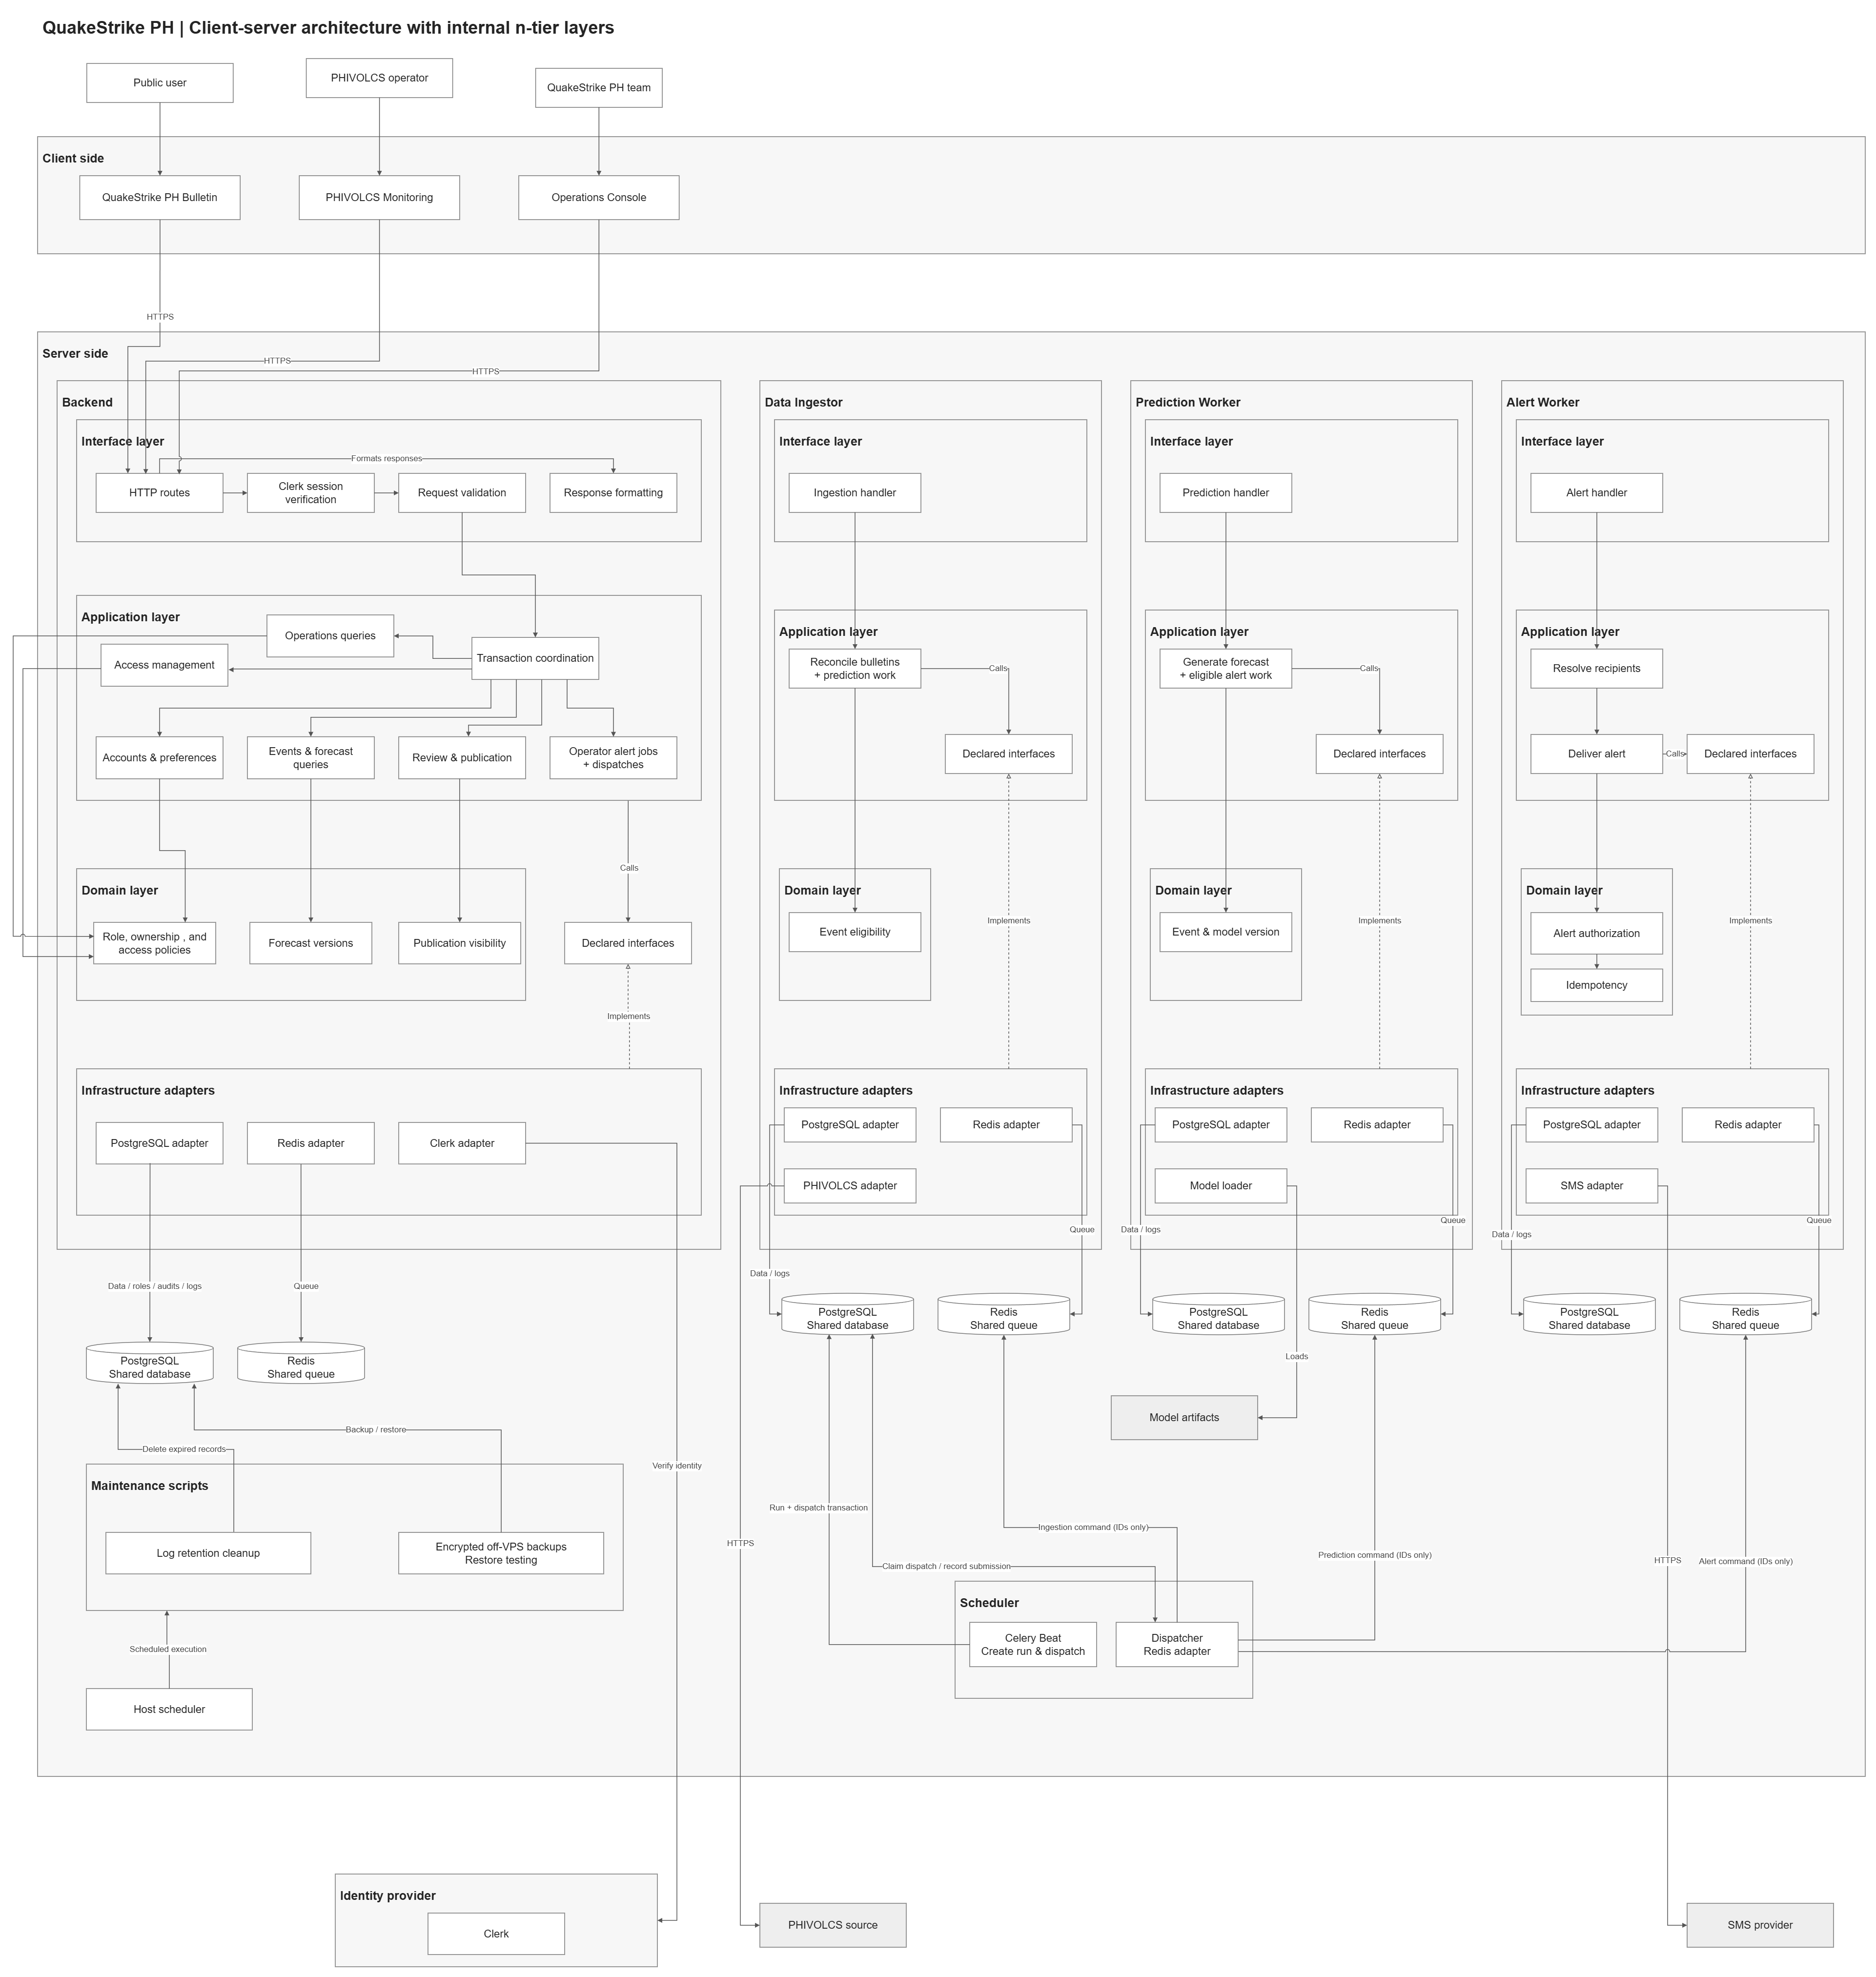 QuakeStrike PH | Client-server architecture with internal n-tier layers
Public user
PHIVOLCS operator
QuakeStrike PH team
Client side
QuakeStrike PH Bulletin
PHIVOLCS Monitoring
Operations Console
HTTPS
Server side
HTTPS
HTTPS
Backend
Interface layer
Formats responses
HTTP routes
Clerk session
verification
Request validation
Response formatting
Application layer
Operations queries
Access management
Transaction coordination
Accounts & preferences
Events & forecast
queries
Review & publication
Operator alert jobs
+ dispatches
Calls
Domain layer
Role, ownership , and
access policies
Forecast versions
Publication visibility
Declared interfaces
Implements
Infrastructure adapters
PostgreSQL adapter
Redis adapter
Clerk adapter
Data / roles / audits / logs
Queue
PostgreSQL
Shared database
Redis
Shared queue
Backup / restore
Delete expired records
Verify identity
Maintenance scripts
Log retention cleanup
Encrypted off-VPS backups
Restore testing
Scheduled execution
Host scheduler
Data Ingestor
Interface layer
Ingestion handler
Application layer
Reconcile bulletins
+ prediction work
Calls
Declared interfaces
Domain layer
Event eligibility
Implements
Infrastructure adapters
PostgreSQL adapter
Redis adapter
PHIVOLCS adapter
Queue
Data / logs
PostgreSQL
Shared database
Redis
Shared queue
Prediction Worker
Interface layer
Prediction handler
Application layer
Generate forecast
+ eligible alert work
Calls
Declared interfaces
Domain layer
Event & model version
Implements
Infrastructure adapters
PostgreSQL adapter
Redis adapter
Model loader
Queue
Data / logs
PostgreSQL
Shared database
Redis
Shared queue
Loads
Model artifacts
Alert Worker
Interface layer
Alert handler
Application layer
Resolve recipients
Deliver alert
Calls
Declared interfaces
Domain layer
Alert authorization
Idempotency
Implements
Infrastructure adapters
PostgreSQL adapter
Redis adapter
SMS adapter
Queue
Data / logs
PostgreSQL
Shared database
Redis
Shared queue
Run + dispatch transaction
Ingestion command (IDs only)
HTTPS
Prediction command (IDs only)
HTTPS
Alert command (IDs only)
Claim dispatch / record submission
Scheduler
Celery Beat
Create run & dispatch
Dispatcher
Redis adapter
Identity provider
Clerk
PHIVOLCS source
SMS provider